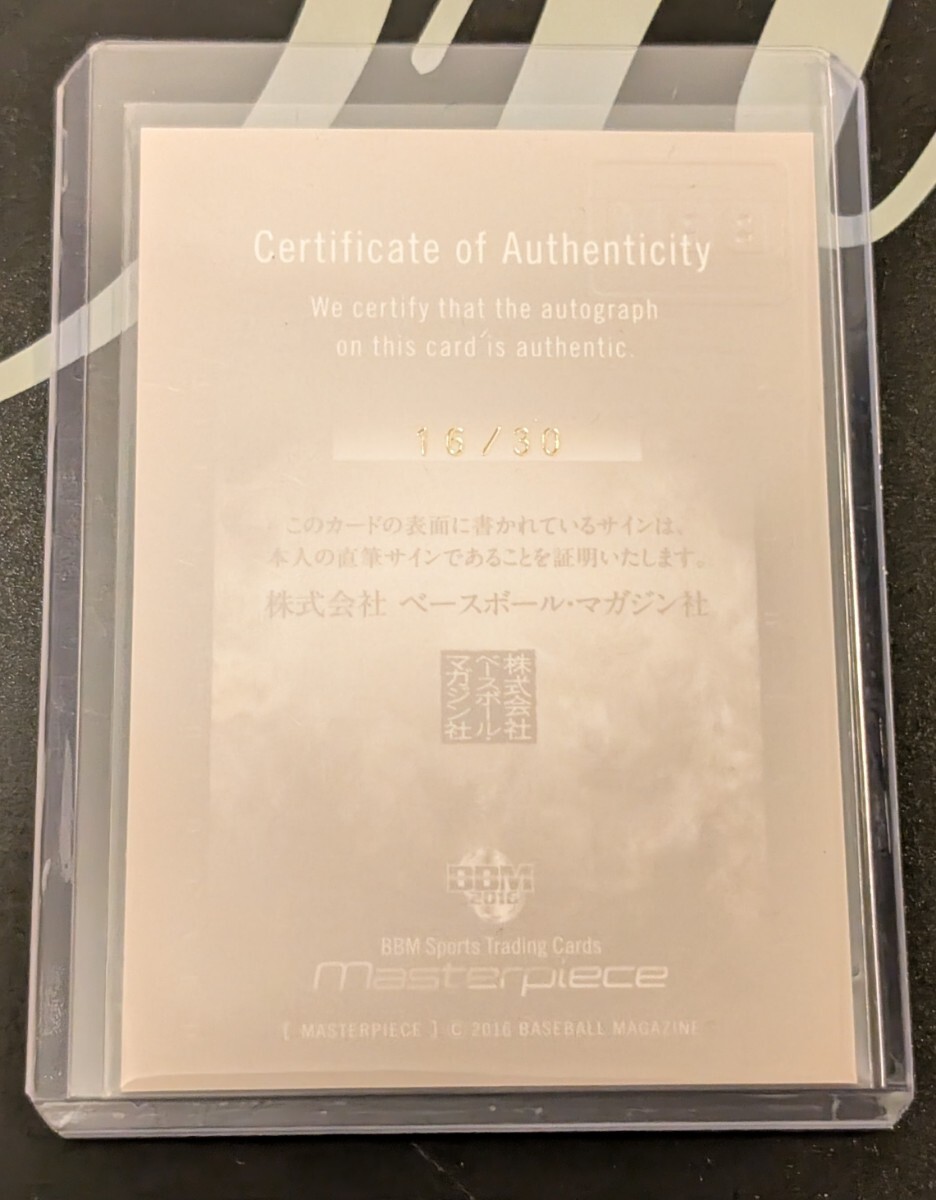 Certificate of Authenticity
We certify that the autograph
on this card is authentic.
16/30
このカードの表面に書かれているサインは、
本人の直筆サインであることを証明いたします。
株式会社 ベースボール・マガジン社
株式会社
ベースボール・
マガジン社
BBM
2016
BBM Sports Trading Cards
Masterpiece
[ MASTERPIECE ] © 2016 BASEBALL MAGAZINE